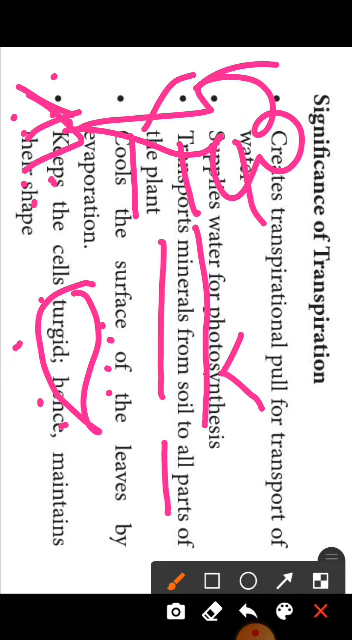 Significance of Transpiration
• Creates transpirational pull for transport of
water
• Supplies water for photosynthesis
• Transports minerals from soil to all parts of
the plant
• Cools the surface of the leaves by
evaporation.
• Keeps the cells turgid; hence, maintains
their shape